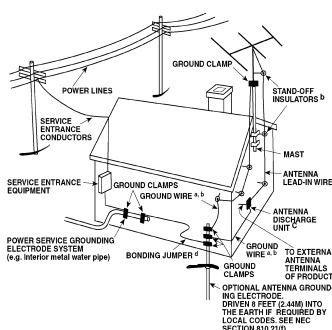 GROUND CLAMP
POWER LINES
STAND-OFF
INSULATORS b
SERVICE
ENTRANCE
CONDUCTORS
MAST
ANTENNA
LEAD-IN WIRE
SERVICE ENTRANCE
EQUIPMENT
GROUND CLAMPS
GROUND WIRE a, b
ANTENNA
DISCHARGE
UNIT C
POWER SERVICE GROUNDING
ELECTRODE SYSTEM
(e.g. interior metal water pipe)
BONDING JUMPER d
GROUND
WIRE a, b
GROUND
CLAMPS
TO EXTERNA
ANTENNA
TERMINALS
OF PRODUCT
OPTIONAL ANTENNA GROUND
ING ELECTRODE.
DRIVEN 8 FEET (2.44M) INTO
THE EARTH IF REQUIRED BY
LOCAL CODES. SEE NEC
SECTION 810 21(f)